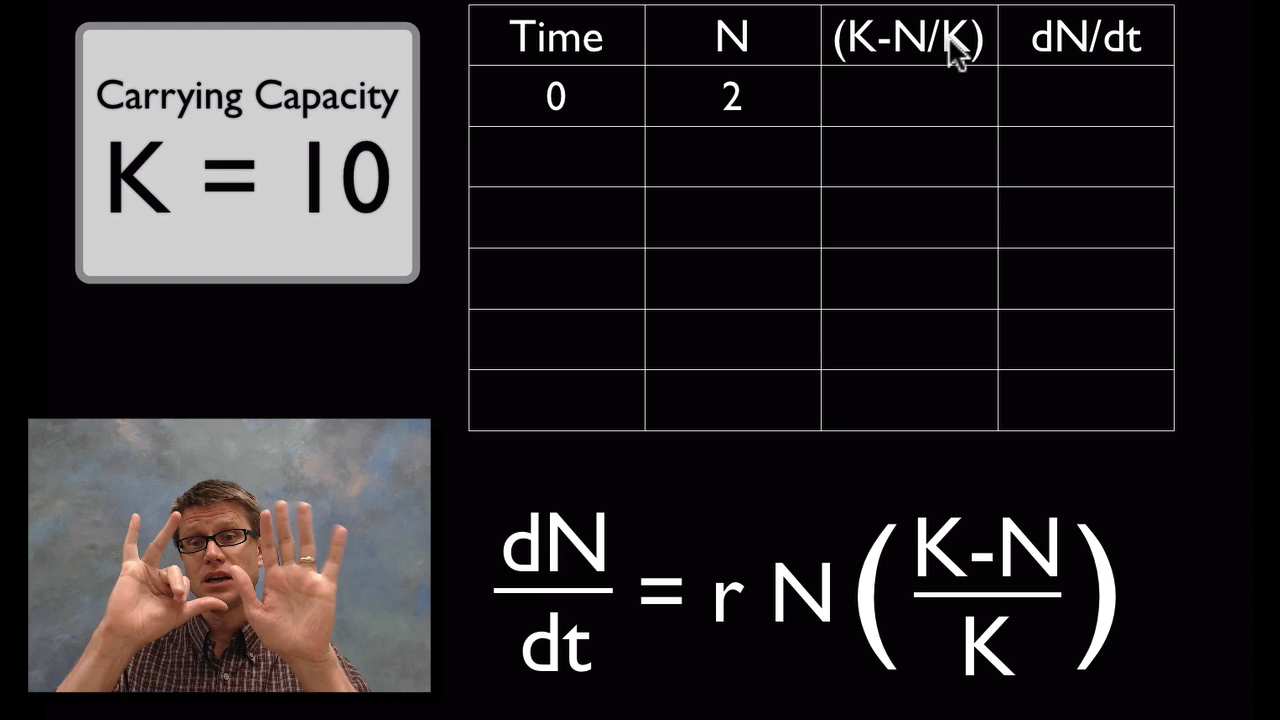 Carrying Capacity
K = 10
Time N (K-N/K) dN/dt
0 2
dN
dt
= r N
(K-N
K)